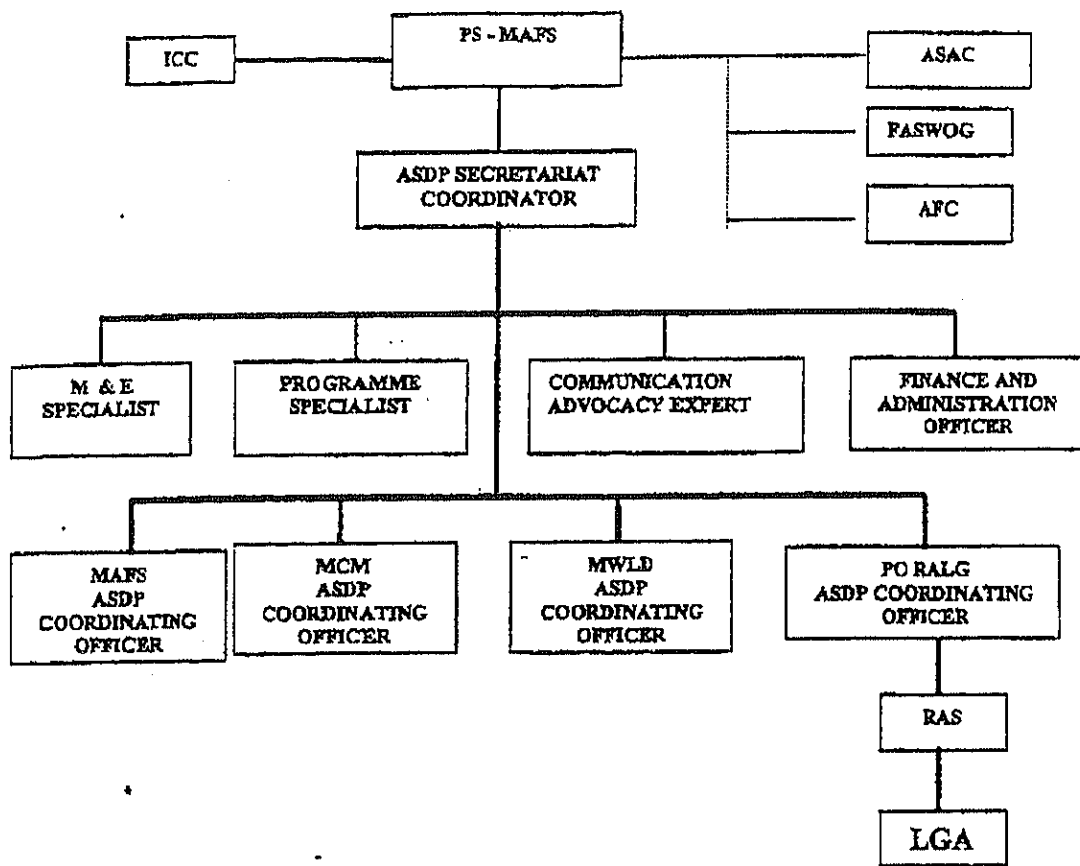 PS - MAFS
ICC
ASAC
FASWOG
AFC
ASDP SECRETARIAT
COORDINATOR
M & E
SPECIALIST
PROGRAMME
SPECIALIST
COMMUNICATION
ADVOCACY EXPERT
FINANCE AND
ADMINISTRATION
OFFICER
MAFS
ASDP
COORDINATING
OFFICER
MCM
ASDP
COORDINATING
OFFICER
MWLD
ASDP
COORDINATING
OFFICER
PO RALG
ASDP COORDINATING
OFFICER
RAS
LGA